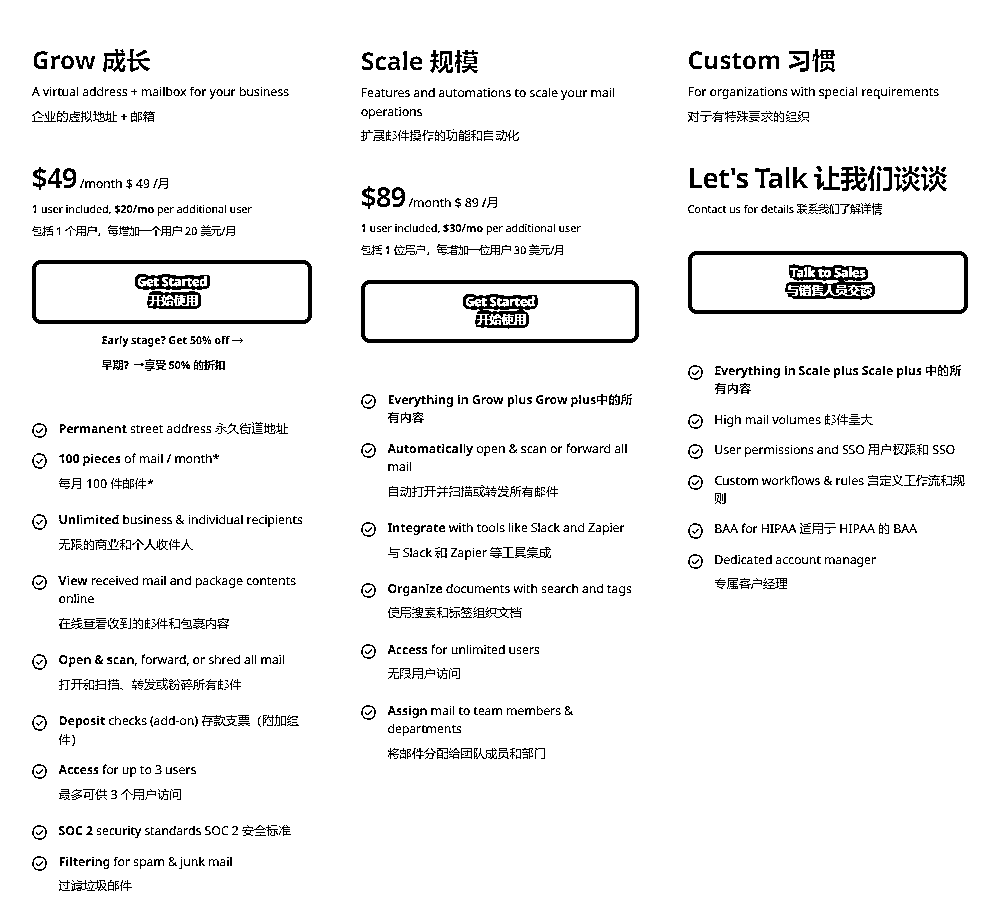 Grow 成长
A virtual address + mailbox for your business
企业的虚拟地址 + 邮箱
$49 /month $ 49 /月
1 user included, $20/mo per additional user
包括 1 个用户，每增加一个用户 20 美元/月
Get Started
开始使用
Early stage? Get 50% off →
早期？→享受 50% 的折扣
Permanent street address 永久街道地址
100 pieces of mail / month*
每月 100 件邮件*
Unlimited business & individual recipients
无限的商业和个人收件人
View received mail and package contents
online
在线查看收到的邮件和包裹内容
Open & scan, forward, or shred all mail
打开和扫描、转发或粉碎所有邮件
Deposit checks (add-on) 存款支票（附加组
件）
Access for up to 3 users
最多可供 3 个用户访问
SOC 2 security standards SOC 2 安全标准
Filtering for spam & junk mail
过滤垃圾邮件
Scale 规模
Features and automations to scale your mail
operations
扩展邮件操作的功能和自动化
$89 /month $ 89 /月
1 user included, $30/mo per additional user
包括 1 位用户，每增加一位用户 30 美元/月
Get Started
开始使用
Everything in Grow plus Grow plus中的所
有内容
Automatically open & scan or forward all
mail
自动打开并扫描或转发所有邮件
Integrate with tools like Slack and Zapier
与 Slack 和 Zapier 等工具集成
Organize documents with search and tags
使用搜索和标签组织文档
Access for unlimited users
无限用户访问
Assign mail to team members &
departments
将邮件分配给团队成员和部门
Custom 习惯
For organizations with special requirements
对于有特殊要求的组织
Let's Talk 让我们谈谈
Contact us for details 联系我们了解详情
Talk to Sales
与销售人员交谈
Everything in Scale plus Scale plus 中的所
有内容
High mail volumes 邮件量大
User permissions and SSO 用户权限和 SSO
Custom workflows & rules 自定义工作流和规
则
BAA for HIPAA 适用于 HIPAA 的 BAA
Dedicated account manager
专属客户经理